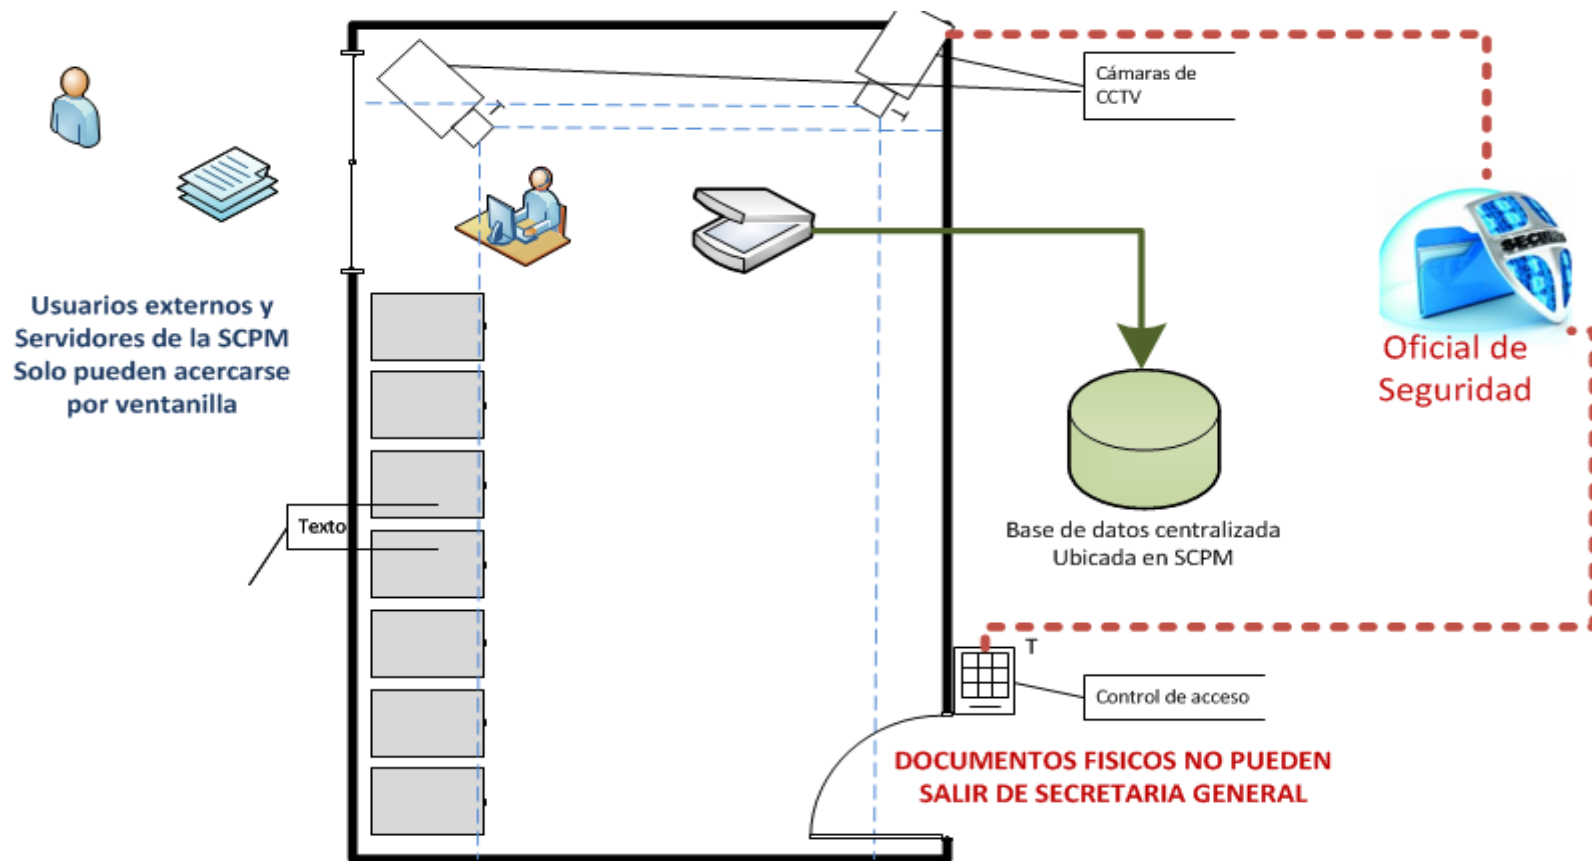 Cámaras de
CCTV
Usuarios externos y
Servidores de la SCPM
Solo pueden acercarse
por ventanilla
Oficial de
Seguridad
Texto
Base de datos centralizada
Ubicada en SCPM
T
Control de acceso
DOCUMENTOS FISICOS NO PUEDEN
SALIR DE SECRETARIA GENERAL